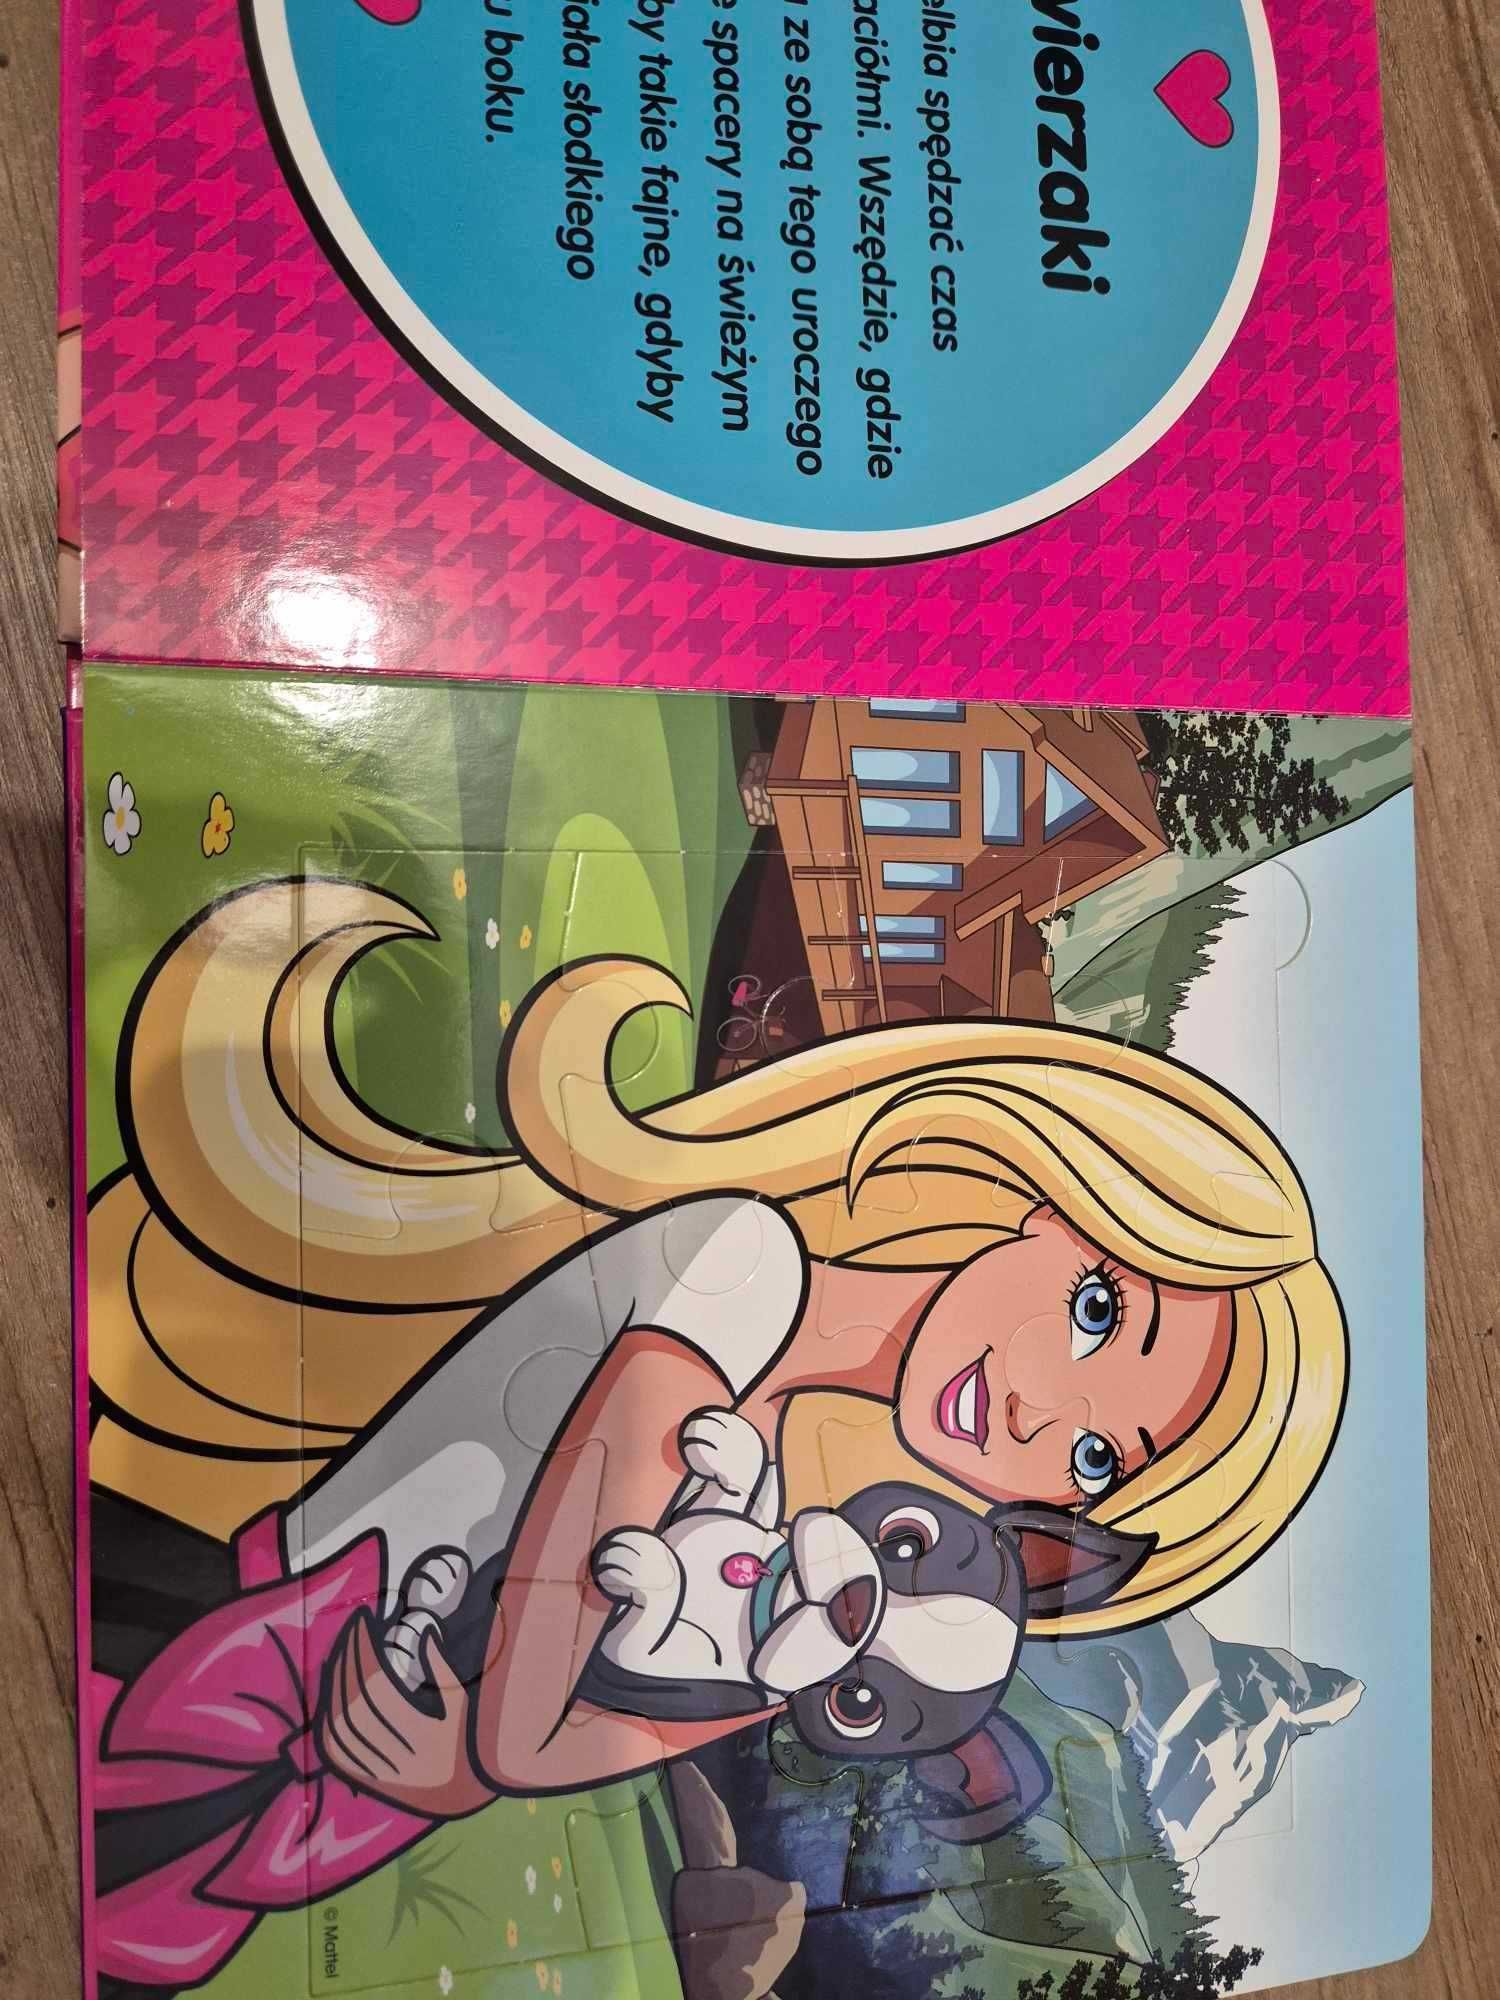 wierzaki
elbia spędzać czas
aciółmi. Wszędzie, gdzie
ze sobą tego uroczego
spacery na świeżym
by takie fajne, gdyby
iała słodkiego
u boku.
© Mattel